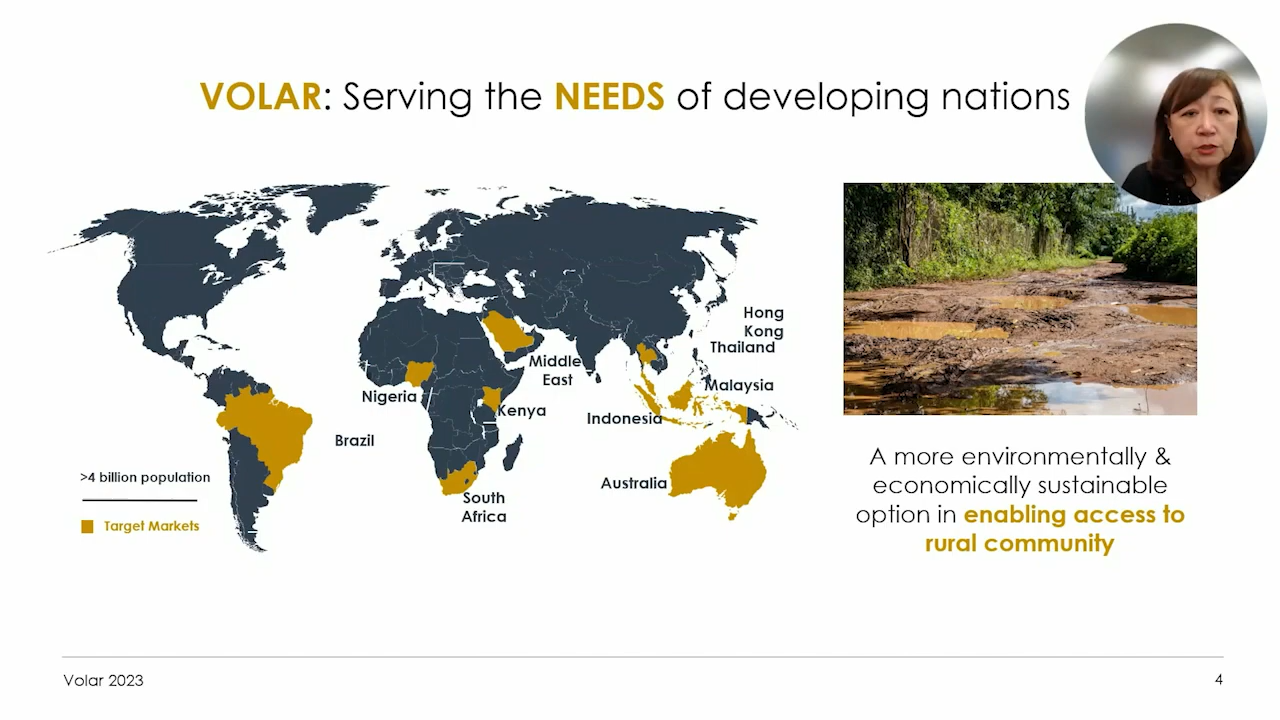 VOLAR: Serving the NEEDS of developing nations
Hong
Kong
Thailand
Middle
East
Malaysia
Nigeria
Kenya
Indonesia
Brazil
>4 billion population
Australia
South
Africa
Target Markets
A more environmentally &
economically sustainable
option in enabling access to
rural community
Volar 2023
4